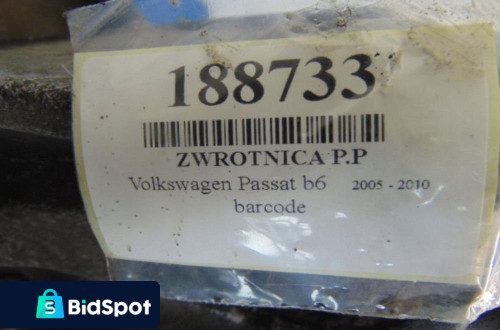 188733
ZWROTNICA P.P
Volkswagen Passat b6 2005 - 2010
barcode
S BidSpot